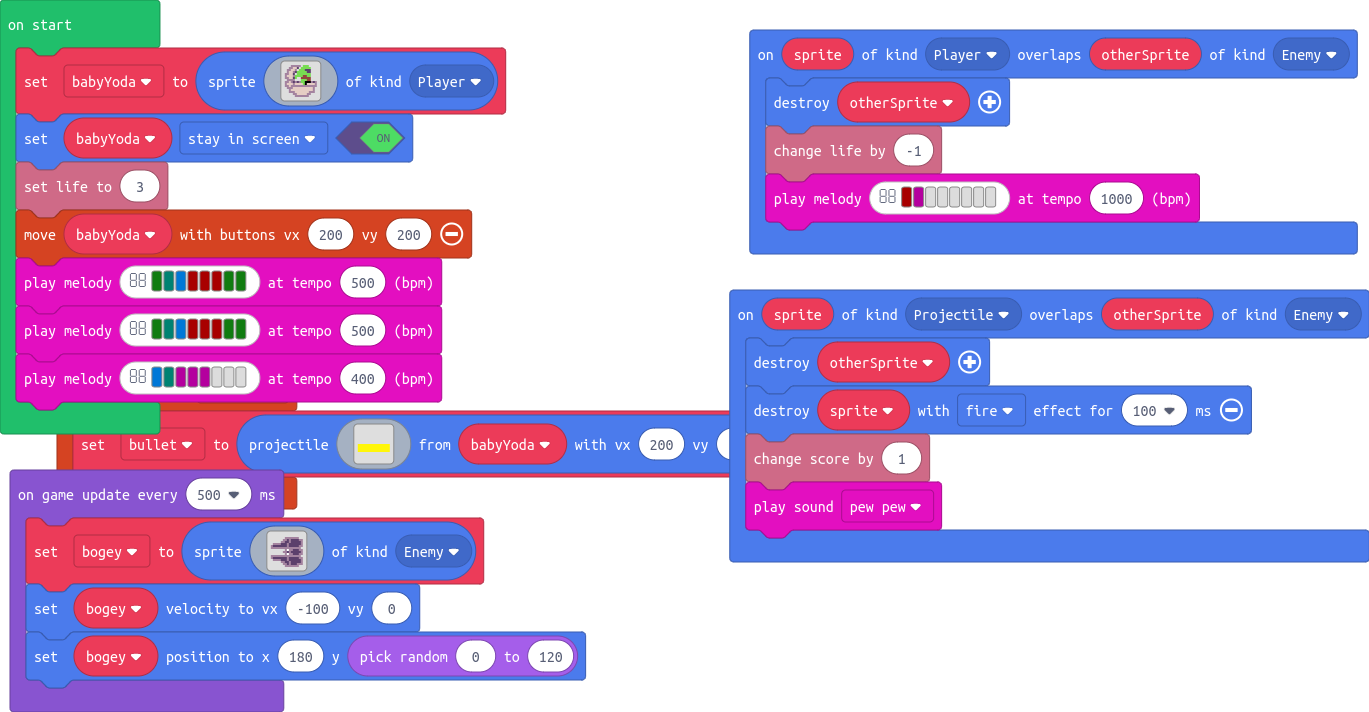 on start
set babyYoda to sprite of kind Player
set babyYoda stay in screen ON
set life to 3
move babyYoda with buttons vx 200 vy 200
play melody at tempo 500 (bpm)
play melody at tempo 500 (bpm)
play melody at tempo 400 (bpm)
set bullet to projectile from babyYoda with vx 200 vy
on game update every 500 ms
set bogey to sprite of kind Enemy
set bogey velocity to vx -100 vy 0
set bogey position to x 180 y pick random 0 to 120
on sprite of kind Player overlaps otherSprite of kind Enemy
destroy otherSprite
change life by -1
play melody at tempo 1000 (bpm)
on sprite of kind Projectile overlaps otherSprite of kind Enemy
destroy otherSprite
destroy sprite with fire effect for 100 ms
change score by 1
play sound pew pew